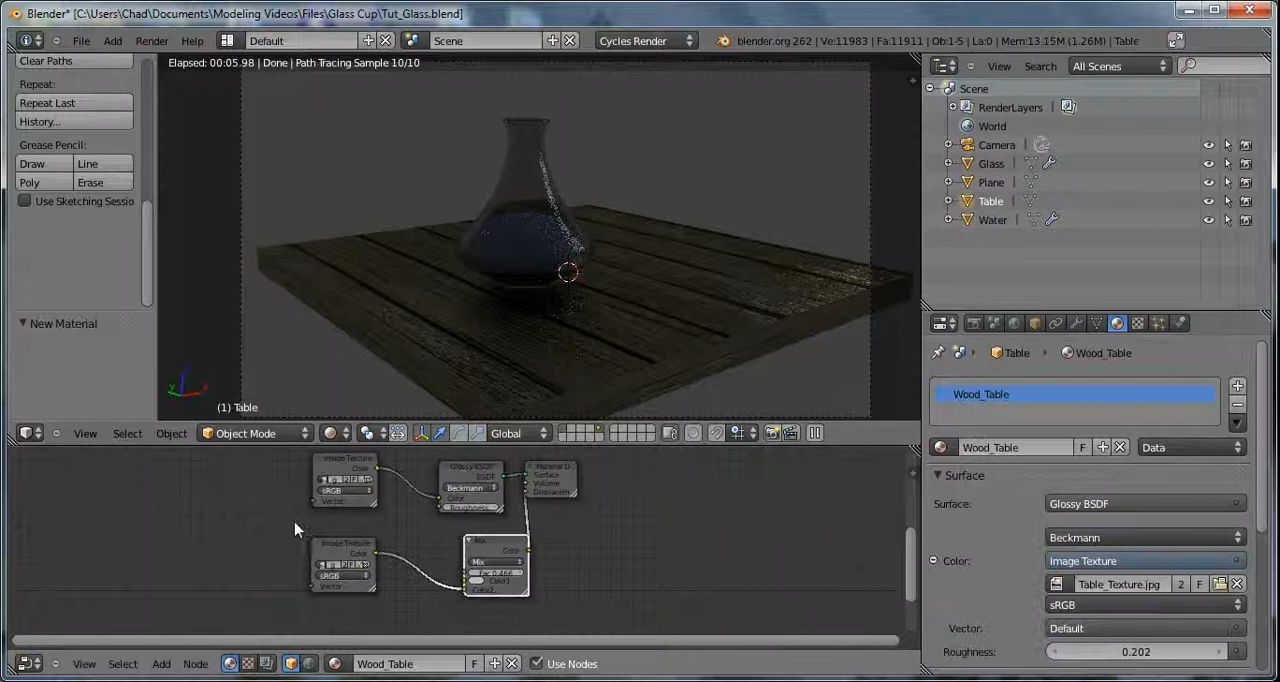 Blender* [C:\Users\Chad\Documents\Modeling Videos\Files\Glass Cup\Tut_Glass.blend]
File Add Render Help Default Scene Cycles Render blender.org 262 | Ve:11983 | Fa:11911 | Ob:1-5 | La:0 | Mem:13.15M (1.26M) | Table
Clear Paths
Repeat:
Repeat Last
History...
Grease Pencil:
Draw Line
Poly Erase
Use Sketching Sessio
New Material
Elapsed: 00:05.98 | Done | Path Tracing Sample 10/10
(1) Table
View Select Object Object Mode Global
View Search All Scenes
Scene
RenderLayers
World
Camera
Glass
Plane
Table
Water
Table Wood_Table
Wood_Table
Wood_Table F Data
Surface
Surface: Glossy BSDF
Beckmann
Color: Image Texture
Table_Texture.jpg 2 F
sRGB
Vector: Default
Roughness: 0.202
Image Texture
Color
sRGB
Vector
Glossy BSDF
BSDF
Beckmann
Color
Roughness
Material O
Surface
Volume
Displacem
Image Texture
Color
sRGB
Vector
Mix
Color
Mix
Fac 0.466
Color1
Color2
View Select Add Node Wood_Table F Use Nodes